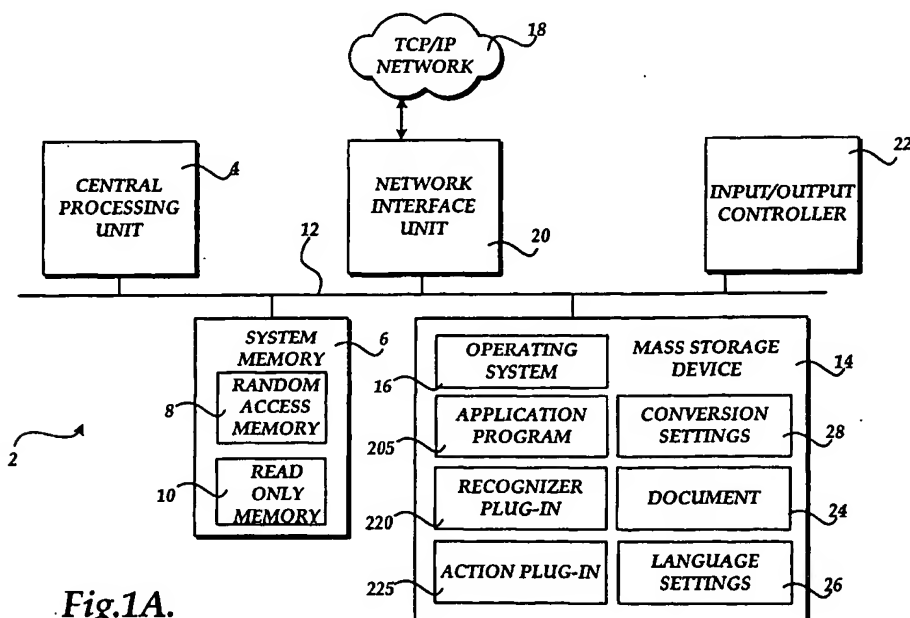 TCP/IP
NETWORK
18
CENTRAL
PROCESSING
UNIT
4
NETWORK
INTERFACE
UNIT
20
INPUT/OUTPUT
CONTROLLER
22
12
SYSTEM
MEMORY
6
RANDOM
ACCESS
MEMORY
8
READ
ONLY
MEMORY
10
2
MASS STORAGE
DEVICE
14
OPERATING
SYSTEM
16
APPLICATION
PROGRAM
205
CONVERSION
SETTINGS
28
RECOGNIZER
PLUG-IN
220
DOCUMENT
24
ACTION PLUG-IN
225
LANGUAGE
SETTINGS
26
Fig.1A.